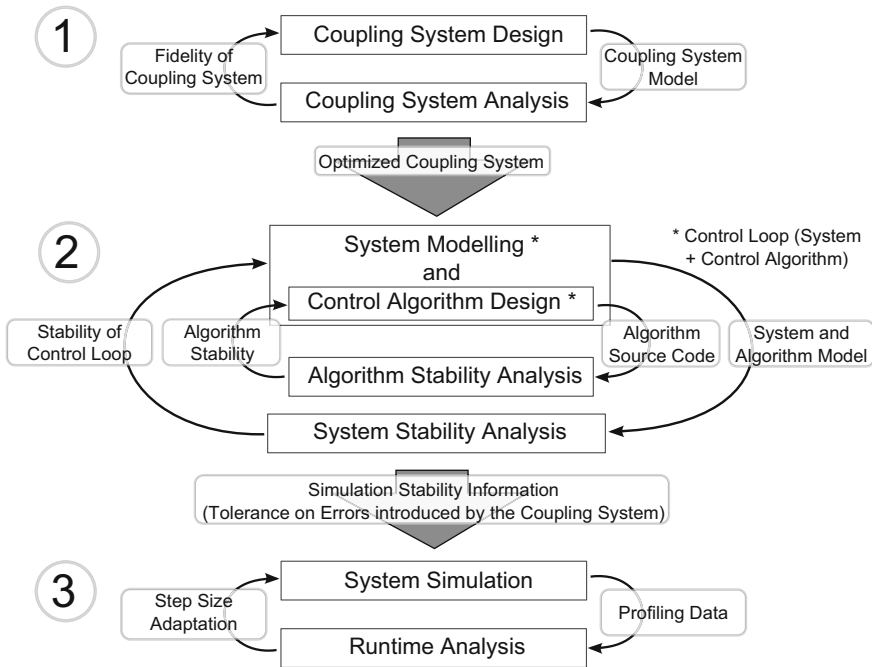 1
Coupling System Design
Fidelity of
Coupling System
Coupling System
Model
Coupling System Analysis
Optimized Coupling System
2
System Modelling *
and
Control Algorithm Design *
* Control Loop (System
+ Control Algorithm)
Stability of
Control Loop
Algorithm
Stability
Algorithm
Source Code
System and
Algorithm Model
Algorithm Stability Analysis
System Stability Analysis
Simulation Stability Information
(Tolerance on Errors introduced by the Coupling System)
3
System Simulation
Step Size
Adaptation
Profiling Data
Runtime Analysis